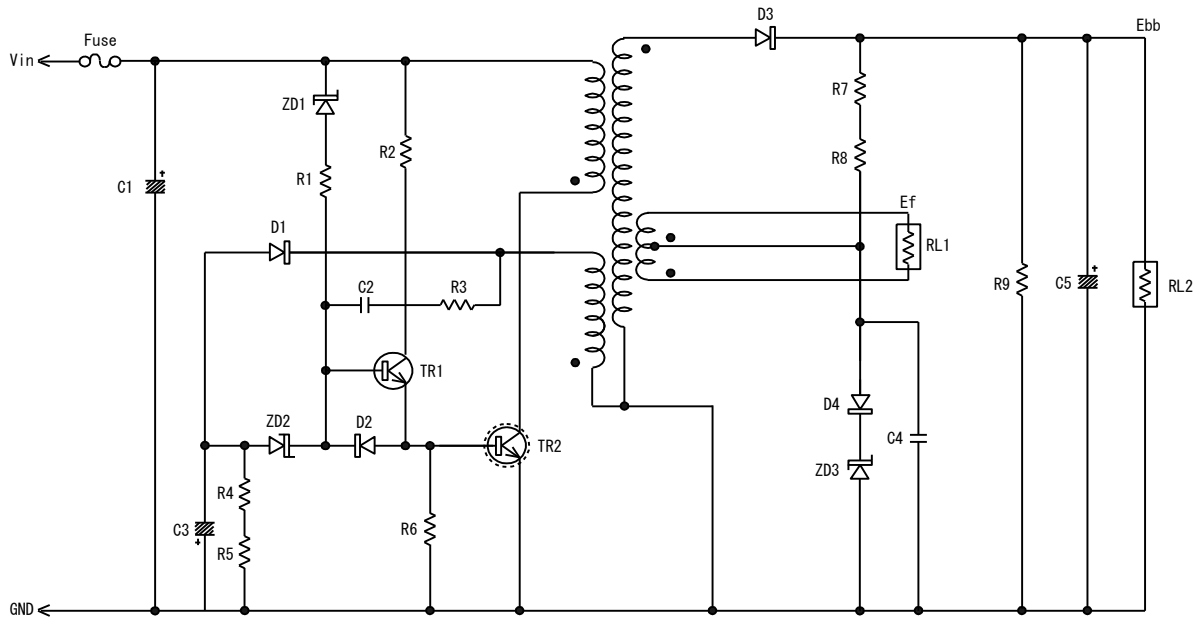 D3
Ebb
Fuse
Vin
R7
ZD1
R2
R8
C1
R1
Ef
D1
RL1
C2
R3
R9
C5
RL2
TR1
D4
ZD2
D2
TR2
C4
ZD3
R4
C3
R6
R5
GND